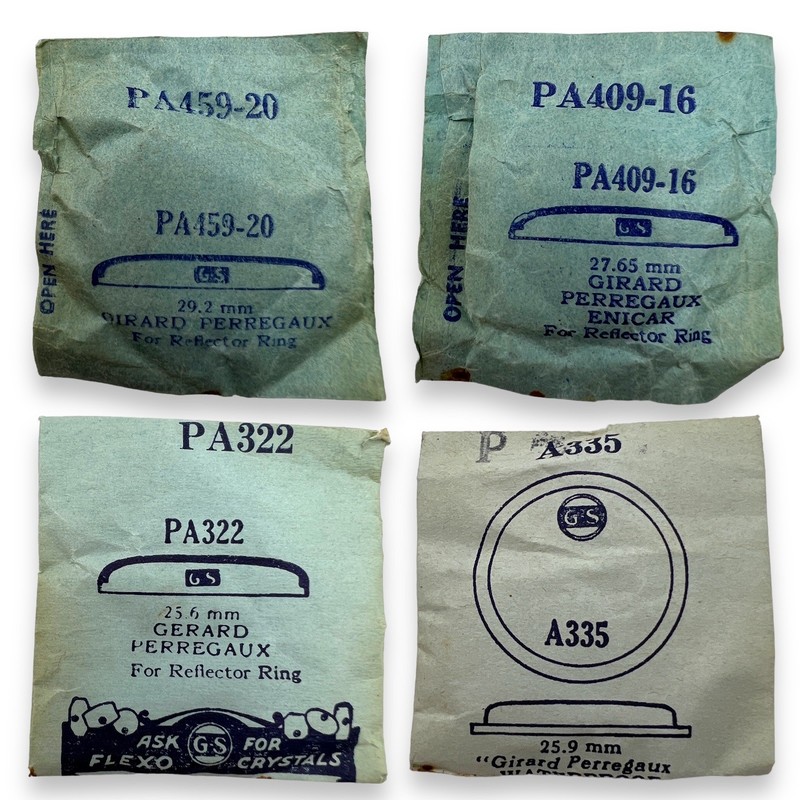 PA459-20
PA459-20
GS
29.2 mm
GIRARD PERREGAUX
For Reflector Ring
OPEN HERE
PA409-16
PA409-16
GS
27.65 mm
GIRARD
PERREGAUX
ENICAR
For Reflector Ring
OPEN HERE
PA322
PA322
GS
25.6 mm
GERARD
PERREGAUX
For Reflector Ring
ASK GS FOR
FLEXO CRYSTALS
P A335
G-S
A335
25.9 mm
"Girard Perregaux
WATERPROOF